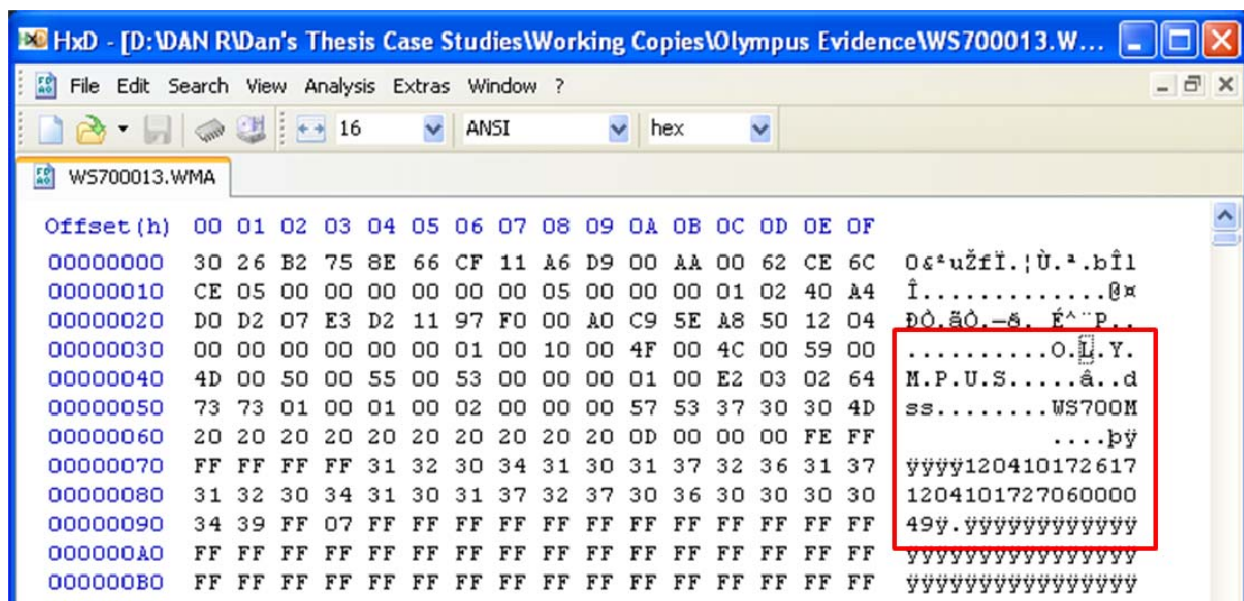 HxD - [D:\DAN R\Dan's Thesis Case Studies\Working Copies\Olympus Evidence\WS700013.W...
File Edit Search View Analysis Extras Window ?
16 ANSI hex
WS700013.WMA
Offset(h) 00 01 02 03 04 05 06 07 08 09 0A 0B 0C 0D 0E 0F
00000000 30 26 B2 75 8E 66 CF 11 A6 D9 00 AA 00 62 CE 6C 0&²uŽfÏ.¦Ù.ª.bÎl
00000010 CE 05 00 00 00 00 00 00 05 00 00 00 01 02 40 A4 Î.............@¤
00000020 D0 D2 07 E3 D2 11 97 F0 00 A0 C9 5E A8 50 12 04 ÐÒ.ãÒ.—ð. É^¨P..
00000030 00 00 00 00 00 00 01 00 10 00 4F 00 4C 00 59 00 ..........O.L.Y.
00000040 4D 00 50 00 55 00 53 00 00 00 01 00 E2 03 02 64 M.P.U.S.....â..d
00000050 73 73 01 00 01 00 02 00 00 00 57 53 37 30 30 4D ss........WS700M
00000060 20 20 20 20 20 20 20 20 20 20 0D 00 00 00 FE FF ....þÿ
00000070 FF FF FF FF 31 32 30 34 31 30 31 37 32 36 31 37 ÿÿÿÿ120410172617
00000080 31 32 30 34 31 30 31 37 32 37 30 36 30 30 30 30 1204101727060000
00000090 34 39 FF 07 FF FF FF FF FF FF FF FF FF FF FF FF 49ÿ.ÿÿÿÿÿÿÿÿÿÿÿÿ
000000A0 FF FF FF FF FF FF FF FF FF FF FF FF FF FF FF FF ÿÿÿÿÿÿÿÿÿÿÿÿÿÿÿÿ
000000B0 FF FF FF FF FF FF FF FF FF FF FF FF FF FF FF FF ÿÿÿÿÿÿÿÿÿÿÿÿÿÿÿÿ